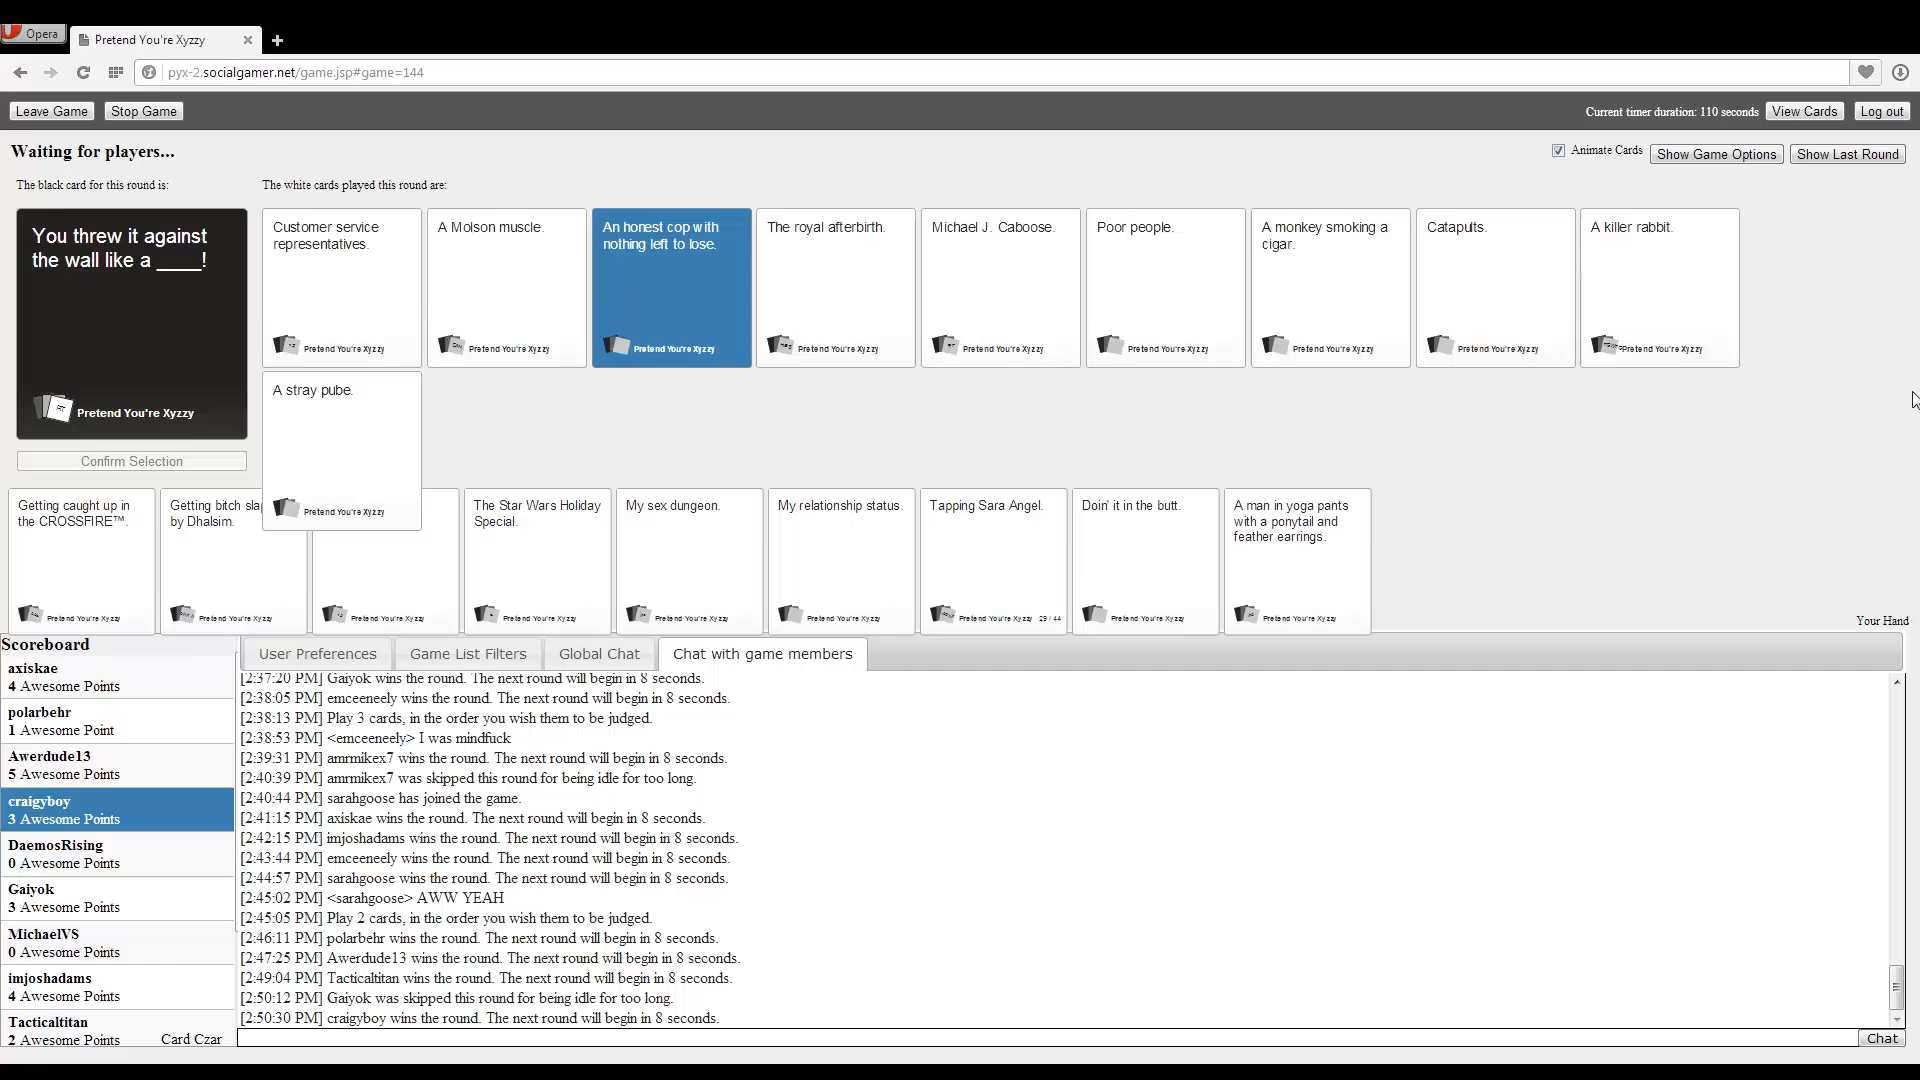 Opera
Pretend You're Xyzzy
pyx-2.socialgamer.net/game.jsp#game=144
Leave Game
Stop Game
Current timer duration: 110 seconds
View Cards
Log out
Waiting for players...
Animate Cards
Show Game Options
Show Last Round
The black card for this round is:
The white cards played this round are:
You threw it against
the wall like a ____!
Pretend You're Xyzzy
Confirm Selection
Customer service
representatives.
Pretend You're Xyzzy
A Molson muscle.
Pretend You're Xyzzy
An honest cop with
nothing left to lose.
Pretend You're Xyzzy
The royal afterbirth.
Pretend You're Xyzzy
Michael J. Caboose.
Pretend You're Xyzzy
Poor people.
Pretend You're Xyzzy
A monkey smoking a
cigar.
Pretend You're Xyzzy
Catapults.
Pretend You're Xyzzy
A killer rabbit.
Pretend You're Xyzzy
A stray pube.
Pretend You're Xyzzy
Getting caught up in
the CROSSFIRE™.
Pretend You're Xyzzy
Getting bitch
by Dhalsim.
Pretend You're Xyzzy
Pretend You're Xyzzy
The Star Wars Holiday
Special.
Pretend You're Xyzzy
My sex dungeon.
Pretend You're Xyzzy
My relationship status.
Pretend You're Xyzzy
Tapping Sara Angel.
Pretend You're Xyzzy 29 / 44
Doin' it in the butt.
Pretend You're Xyzzy
A man in yoga pants
with a ponytail and
feather earrings.
Pretend You're Xyzzy
Your Hand
Scoreboard
axiskae
4 Awesome Points
polarbehr
1 Awesome Point
Awerdude13
5 Awesome Points
craigyboy
3 Awesome Points
DaemosRising
0 Awesome Points
Gaiyok
3 Awesome Points
MichaelVS
0 Awesome Points
imjoshadams
4 Awesome Points
Tacticaltitan
2 Awesome Points Card Czar
User Preferences
Game List Filters
Global Chat
Chat with game members
[2:37:20 PM] Gaiyok wins the round. The next round will begin in 8 seconds.
[2:38:05 PM] emceeneely wins the round. The next round will begin in 8 seconds.
[2:38:13 PM] Play 3 cards, in the order you wish them to be judged.
[2:38:53 PM] <emceeneely> I was mindfuck
[2:39:31 PM] amrmikex7 wins the round. The next round will begin in 8 seconds.
[2:40:39 PM] amrmikex7 was skipped this round for being idle for too long.
[2:40:44 PM] sarahgoose has joined the game.
[2:41:15 PM] axiskae wins the round. The next round will begin in 8 seconds.
[2:42:15 PM] imjoshadams wins the round. The next round will begin in 8 seconds.
[2:43:44 PM] emceeneely wins the round. The next round will begin in 8 seconds.
[2:44:57 PM] sarahgoose wins the round. The next round will begin in 8 seconds.
[2:45:02 PM] <sarahgoose> AWW YEAH
[2:45:05 PM] Play 2 cards, in the order you wish them to be judged.
[2:46:11 PM] polarbehr wins the round. The next round will begin in 8 seconds.
[2:47:25 PM] Awerdude13 wins the round. The next round will begin in 8 seconds.
[2:49:04 PM] Tacticaltitan wins the round. The next round will begin in 8 seconds.
[2:50:12 PM] Gaiyok was skipped this round for being idle for too long.
[2:50:30 PM] craigyboy wins the round. The next round will begin in 8 seconds.
Chat